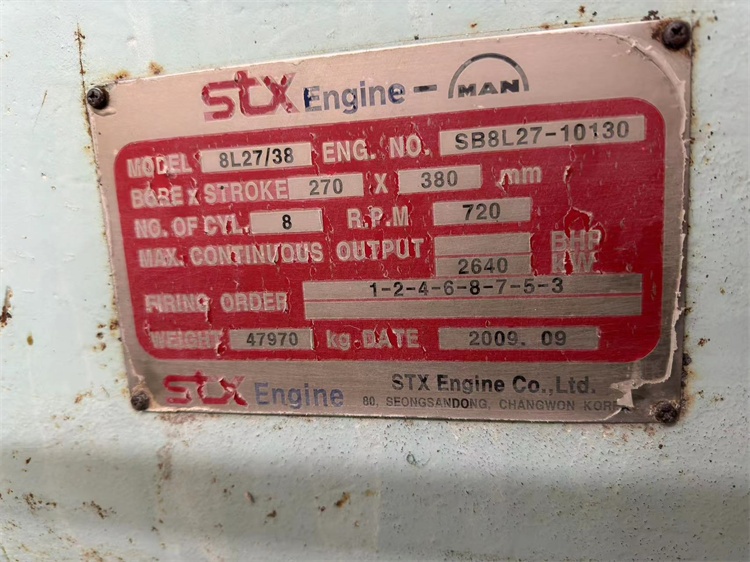 STX Engine - MAN
MODEL 8L27/38 ENG. NO. SB8L27-10130
BORE X STROKE 270 X 380 mm
NO. OF CYL. 8 R.P.M 720
MAX. CONTINUOUS OUTPUT BHP
2640 KW
FIRING ORDER 1-2-4-6-8-7-5-3
WEIGHT 47970 kg DATE 2009. 09
STX Engine STX Engine Co., Ltd.
80, SEONGSANDONG, CHANGWON KOREA